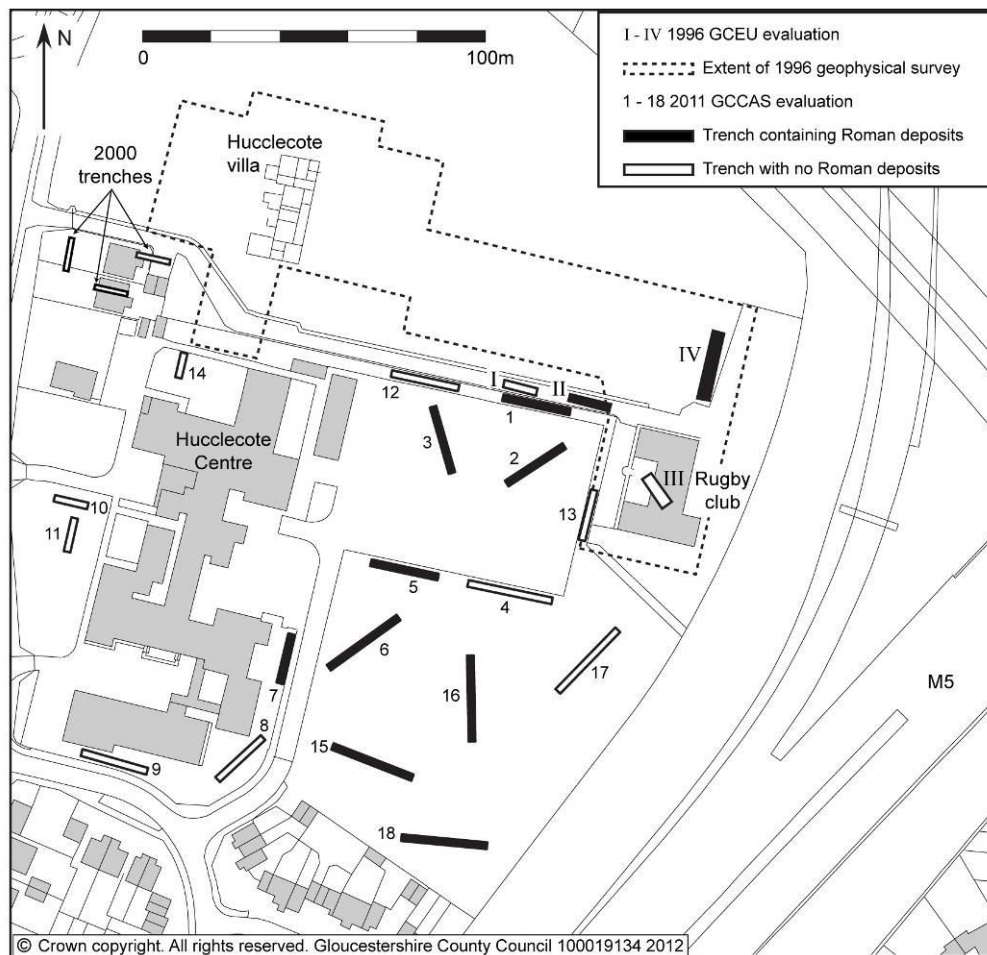 N
0
100m
I - IV 1996 GCEU evaluation
Extent of 1996 geophysical survey
1 - 18 2011 GCCAS evaluation
Trench containing Roman deposits
Trench with no Roman deposits
Hucclecote
villa
2000
trenches
IV
14
12
I
II
1
3
2
Hucclecote
Centre
III
Rugby
club
13
10
11
5
4
6
17
7
16
M5
8
15
9
18
© Crown copyright. All rights reserved. Gloucestershire County Council 100019134 2012